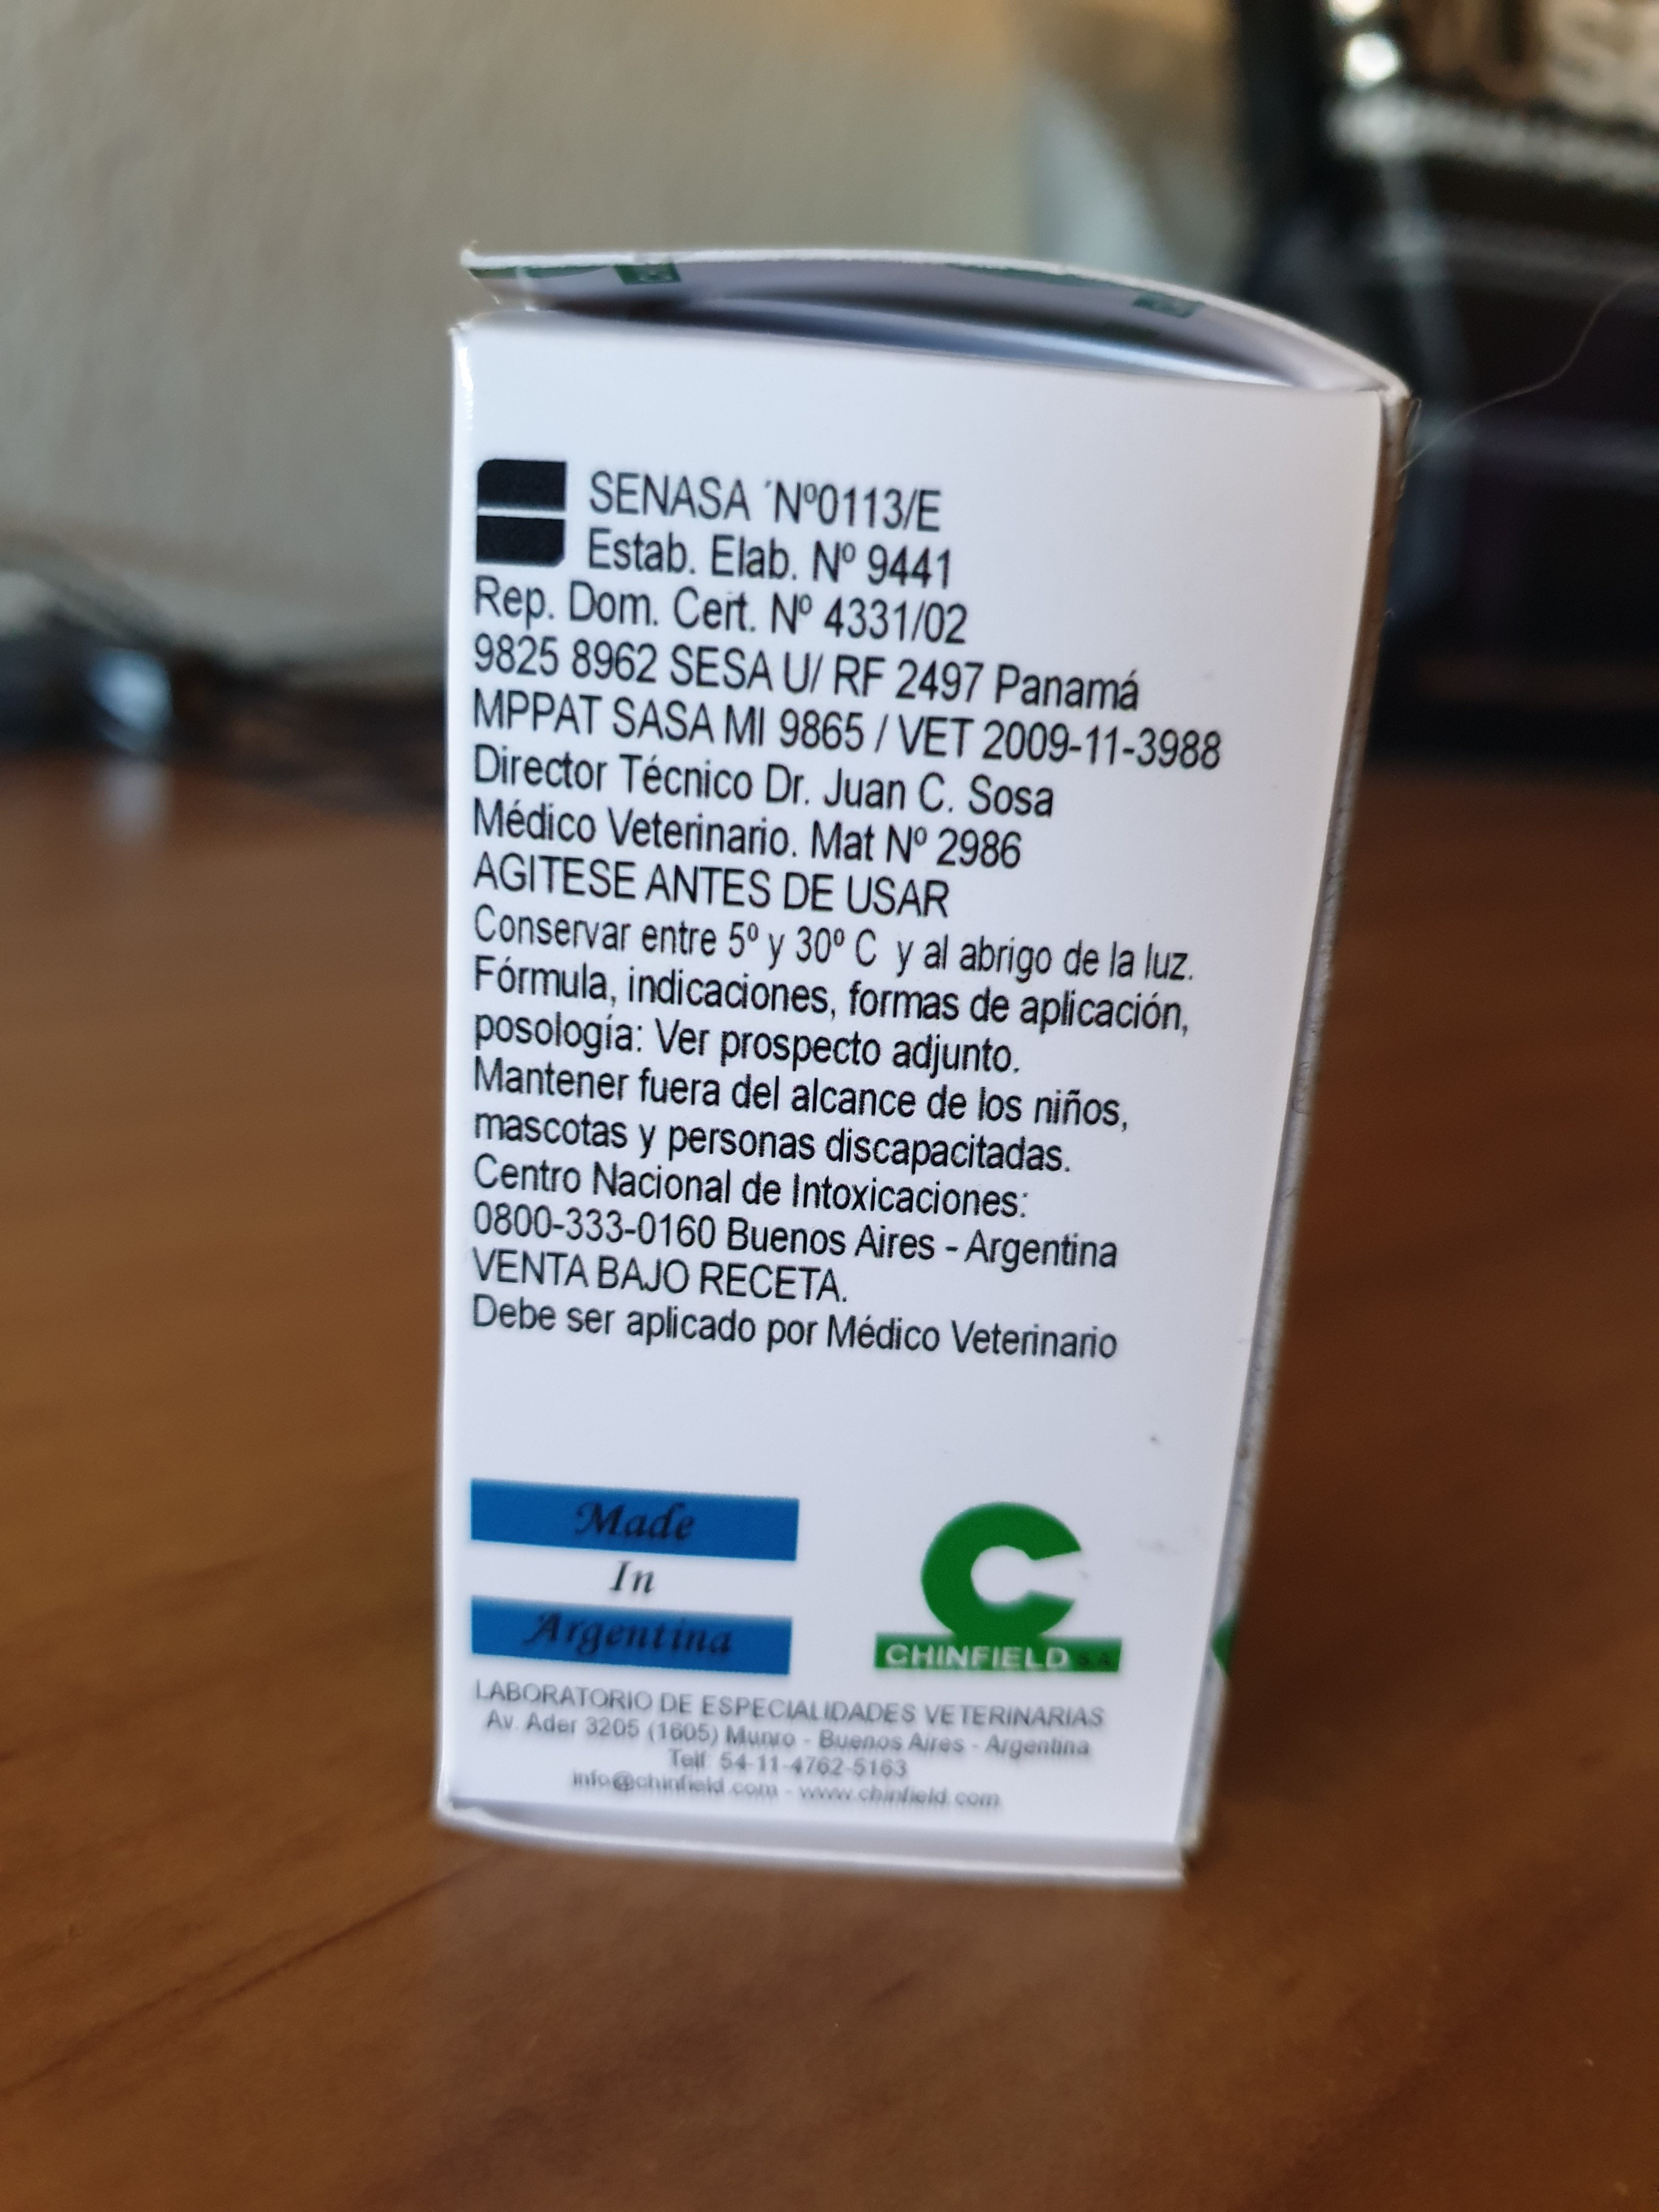 SENASA ´Nº0113/E
Estab. Elab. Nº 9441
Rep. Dom. Cert. Nº 4331/02
9825 8962 SESA U/ RF 2497 Panamá
MPPAT SASA MI 9865 / VET 2009-11-3988
Director Técnico Dr. Juan C. Sosa
Médico Veterinario. Mat Nº 2986
AGITESE ANTES DE USAR
Conservar entre 5º y 30º C y al abrigo de la luz.
Fórmula, indicaciones, formas de aplicación,
posología: Ver prospecto adjunto.
Mantener fuera del alcance de los niños,
mascotas y personas discapacitadas.
Centro Nacional de Intoxicaciones:
0800-333-0160 Buenos Aires - Argentina
VENTA BAJO RECETA.
Debe ser aplicado por Médico Veterinario
Made
In
Argentina
C
CHINFIELD S.A.
LABORATORIO DE ESPECIALIDADES VETERINARIAS
Av. Ader 3205 (1605) Munro - Buenos Aires - Argentina
Telf. 54-11-4762-5163
info@chinfield.com - www.chinfield.com